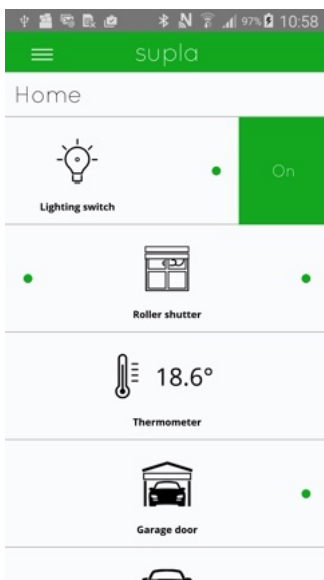 97% 10:58
supla
Home
On
Lighting switch
Roller shutter
18.6°
Thermometer
Garage door